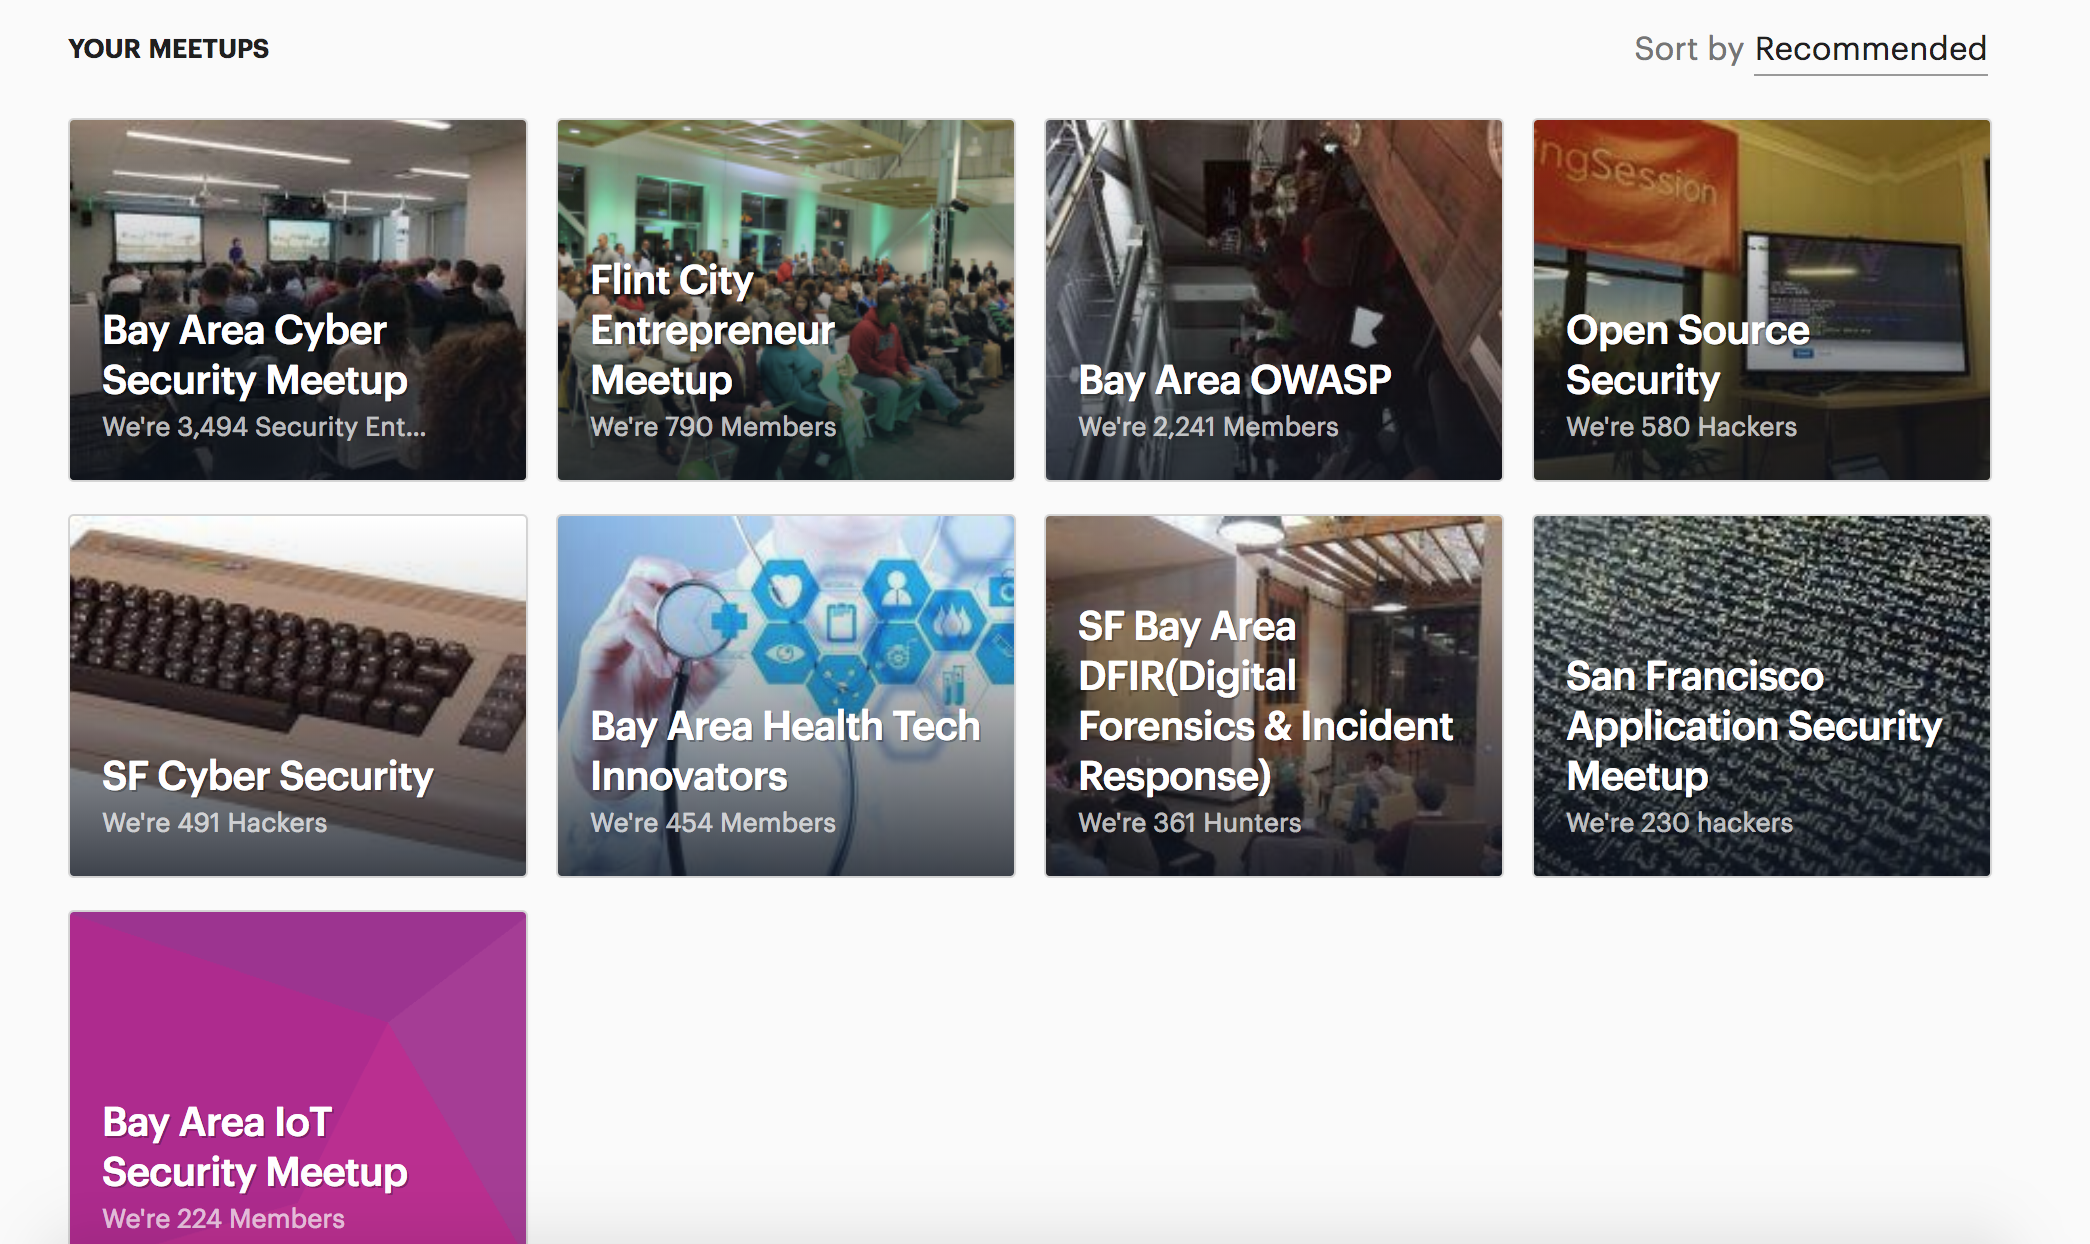 YOUR MEETUPS
Sort by Recommended
Bay Area Cyber
Security Meetup
We're 3,494 Security Ent...
Flint City
Entrepreneur
Meetup
We're 790 Members
Bay Area OWASP
We're 2,241 Members
ngSession
Open Source
Security
We're 580 Hackers
SF Cyber Security
We're 491 Hackers
Bay Area Health Tech
Innovators
We're 454 Members
SF Bay Area
DFIR(Digital
Forensics & Incident
Response)
We're 361 Hunters
San Francisco
Application Security
Meetup
We're 230 hackers
Bay Area IoT
Security Meetup
We're 224 Members